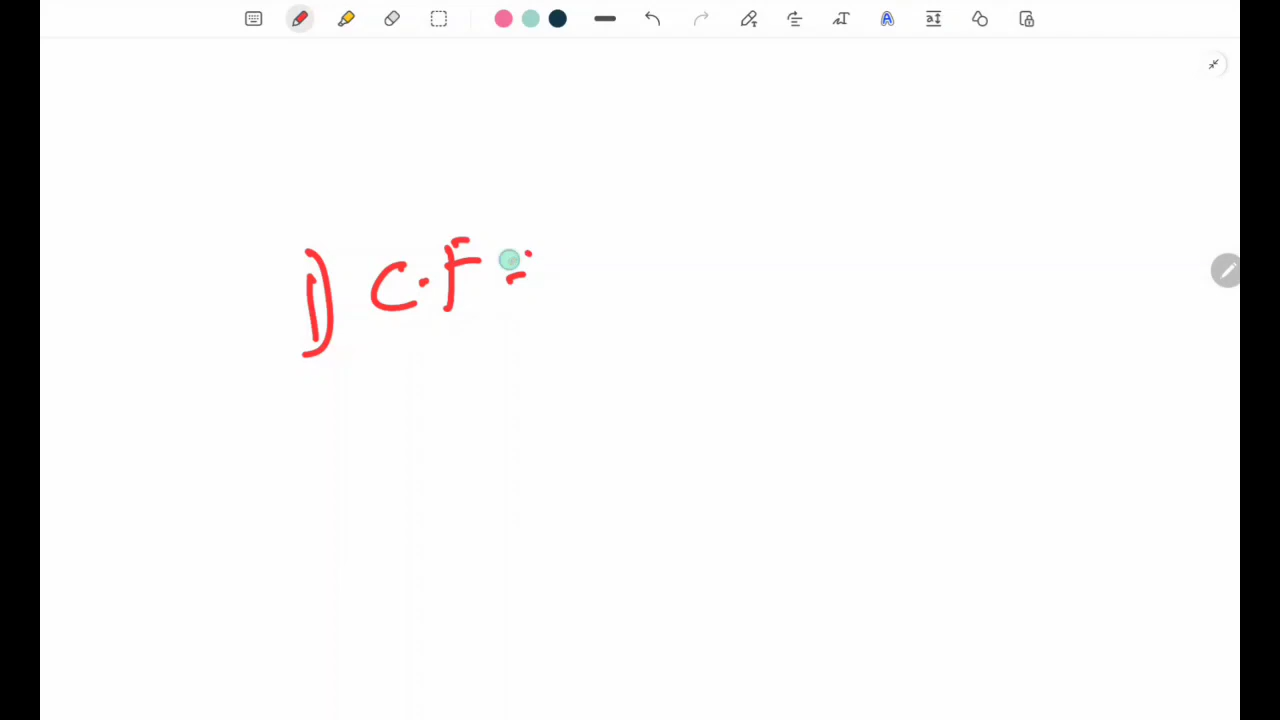 1) C.F =